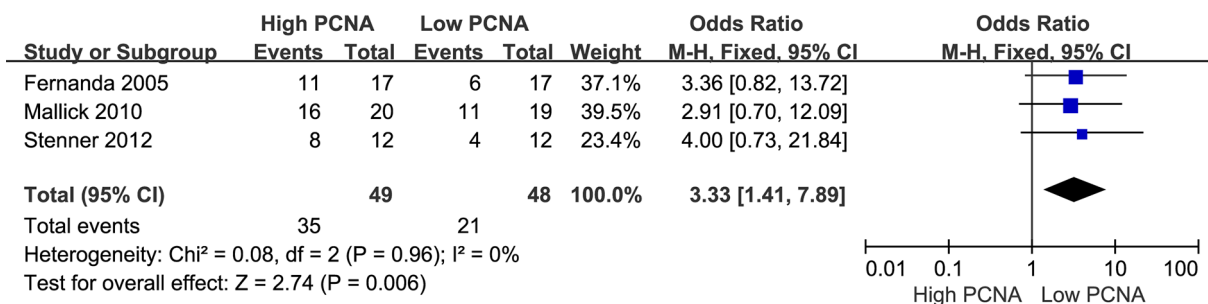 High PCNA Low PCNA Odds Ratio Odds Ratio
Study or Subgroup Events Total Events Total Weight M-H, Fixed, 95% CI M-H, Fixed, 95% CI
Fernanda 2005 11 17 6 17 37.1% 3.36 [0.82, 13.72]
Mallick 2010 16 20 11 19 39.5% 2.91 [0.70, 12.09]
Stenner 2012 8 12 4 12 23.4% 4.00 [0.73, 21.84]
Total (95% CI) 49 48 100.0% 3.33 [1.41, 7.89]
Total events 35 21
Heterogeneity: Chi² = 0.08, df = 2 (P = 0.96); I² = 0%
Test for overall effect: Z = 2.74 (P = 0.006)
0.01 0.1 1 10 100
High PCNA Low PCNA